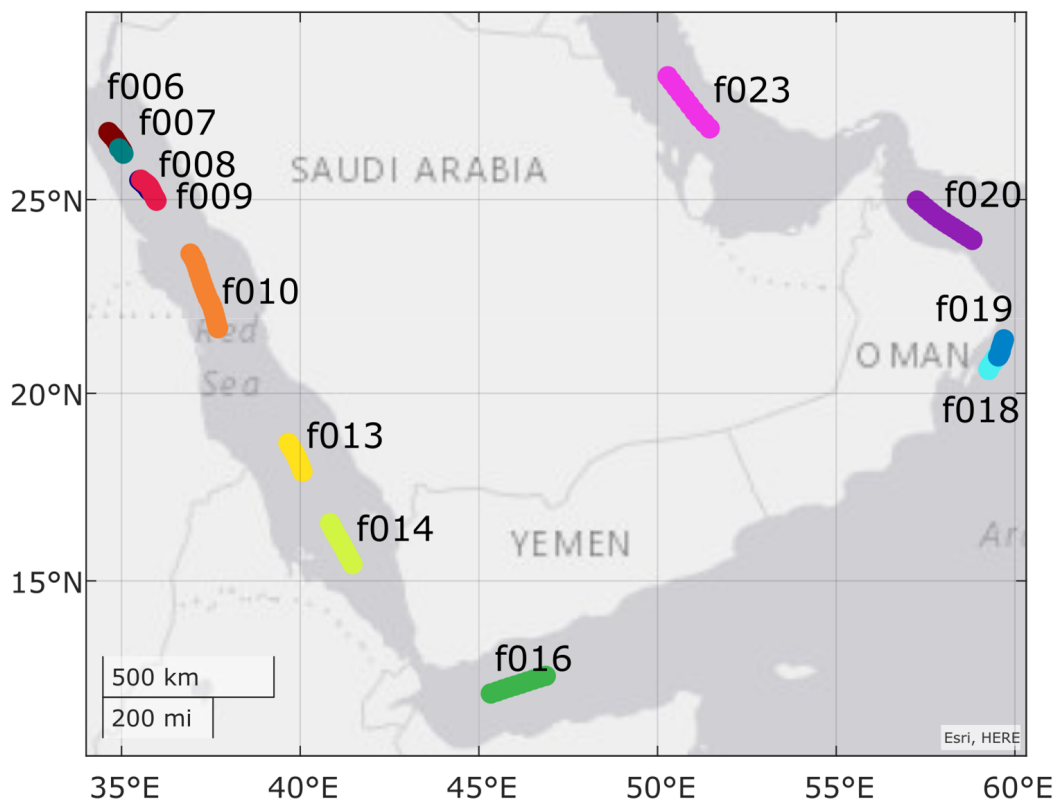 f006
f007
f008
f009
f023
SAUDI ARABIA
25°N
f020
f010
Red
Sea
f019
OMAN
20°N
f018
f013
f014
YEMEN
15°N
f016
500 km
200 mi
Esri, HERE
35°E
40°E
45°E
50°E
55°E
60°E